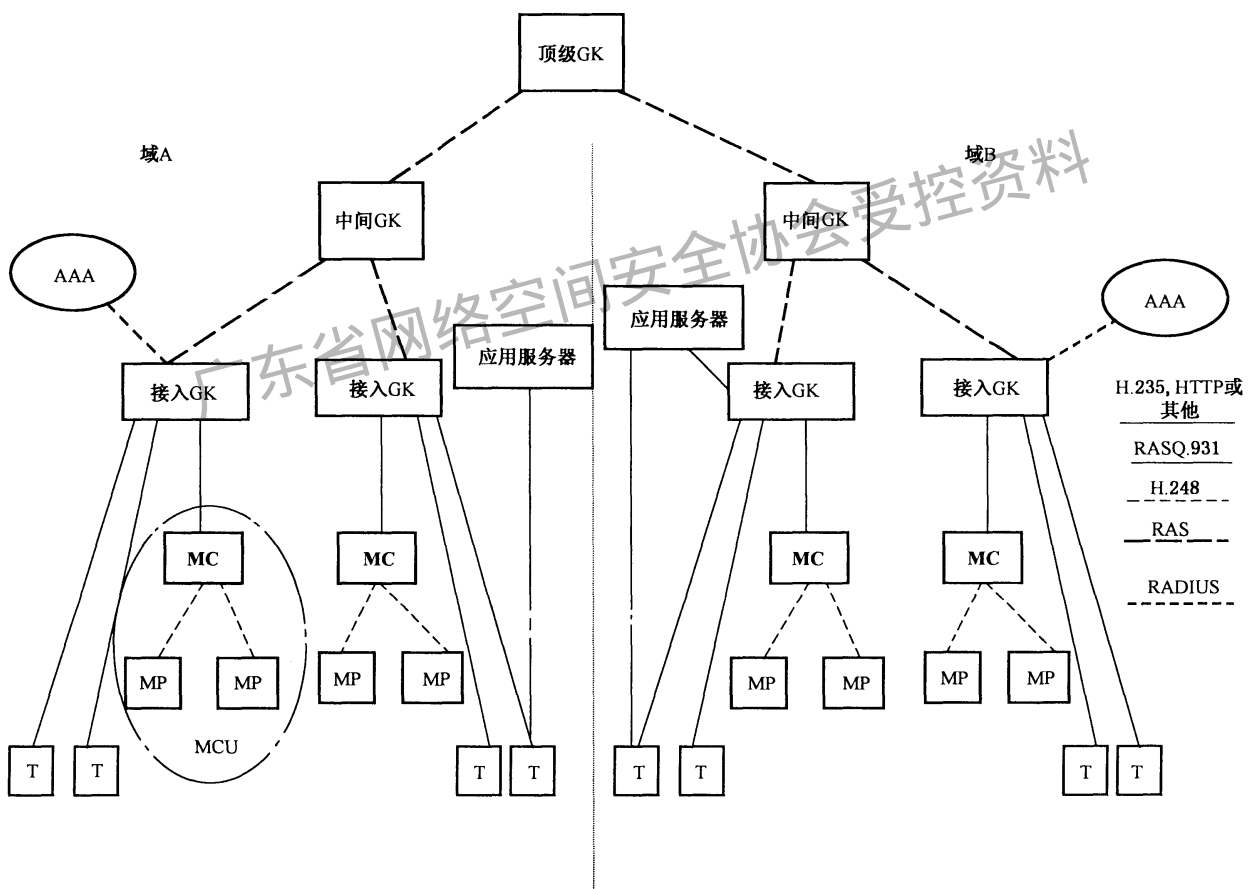 顶级GK
域A
域B
中间GK
中间GK
AAA
AAA
应用服务器
应用服务器
接入GK
接入GK
接入GK
接入GK
H.235, HTTP或
其他
RASQ.931
H.248
RAS
RADIUS
MC
MC
MC
MC
MP
MP
MP
MP
MP
MP
MP
MP
MCU
T
T
T
T
T
T
T
T
广东省网络空间安全协会受控资料